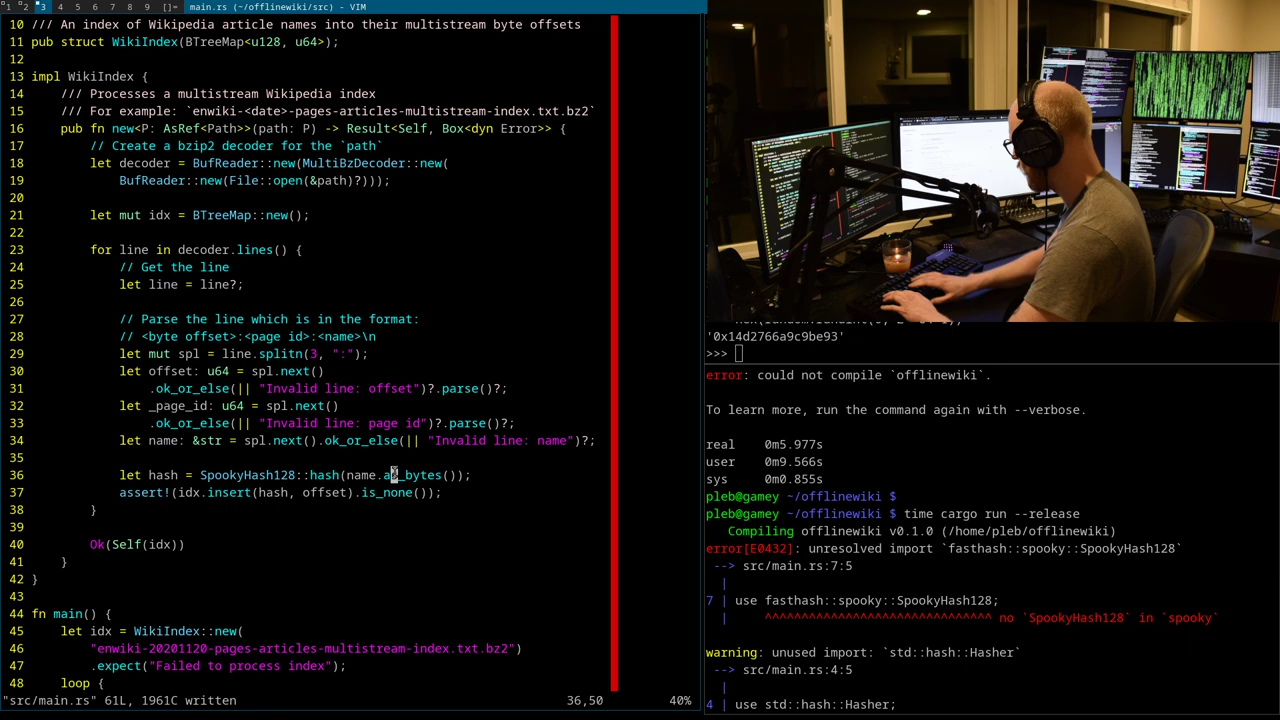 1 2 3 4 5 6 7 8 9 []= main.rs (~/offlinewiki/src) - VIM
10 /// An index of Wikipedia article names into their multistream byte offsets
11 pub struct WikiIndex(BTreeMap<u128, u64>);
12
13 impl WikiIndex {
14     /// Processes a multistream Wikipedia index
15     /// For example: `enwiki-<date>-pages-articles-multistream-index.txt.bz2`
16     pub fn new<P: AsRef<Path>>(path: P) -> Result<Self, Box<dyn Error>> {
17         // Create a bzip2 decoder for the `path`
18         let decoder = BufReader::new(MultiBzDecoder::new(
19             BufReader::new(File::open(&path)?)));
20
21         let mut idx = BTreeMap::new();
22
23         for line in decoder.lines() {
24             // Get the line
25             let line = line?;
26
27             // Parse the line which is in the format:
28             // <byte offset>:<page id>:<name>\n
29             let mut spl = line.splitn(3, ":");
30             let offset: u64 = spl.next()
31                 .ok_or_else(|| "Invalid line: offset")?.parse()?;
32             let _page_id: u64 = spl.next()
33                 .ok_or_else(|| "Invalid line: page id")?.parse()?;
34             let name: &str = spl.next().ok_or_else(|| "Invalid line: name")?;
35
36             let hash = SpookyHash128::hash(name.as_bytes());
37             assert!(idx.insert(hash, offset).is_none());
38         }
39
40         Ok(Self(idx))
41     }
42 }
43
44 fn main() {
45     let idx = WikiIndex::new(
46         "enwiki-20201120-pages-articles-multistream-index.txt.bz2")
47         .expect("Failed to process index");
48     loop {
"src/main.rs" 61L, 1961C written 36,50 40%
'0x14d2766a9c9be93'
>>>
error: could not compile `offlinewiki`.
To learn more, run the command again with --verbose.
real 0m5.977s
user 0m9.566s
sys 0m0.855s
pleb@gamey ~/offlinewiki $
pleb@gamey ~/offlinewiki $ time cargo run --release
Compiling offlinewiki v0.1.0 (/home/pleb/offlinewiki)
error[E0432]: unresolved import `fasthash::spooky::SpookyHash128`
--> src/main.rs:7:5
|
7 | use fasthash::spooky::SpookyHash128;
| ^^^^^^^^^^^^^^^^^^^^^^^^^^^^^^^ no `SpookyHash128` in `spooky`
warning: unused import: `std::hash::Hasher`
--> src/main.rs:4:5
|
4 | use std::hash::Hasher;